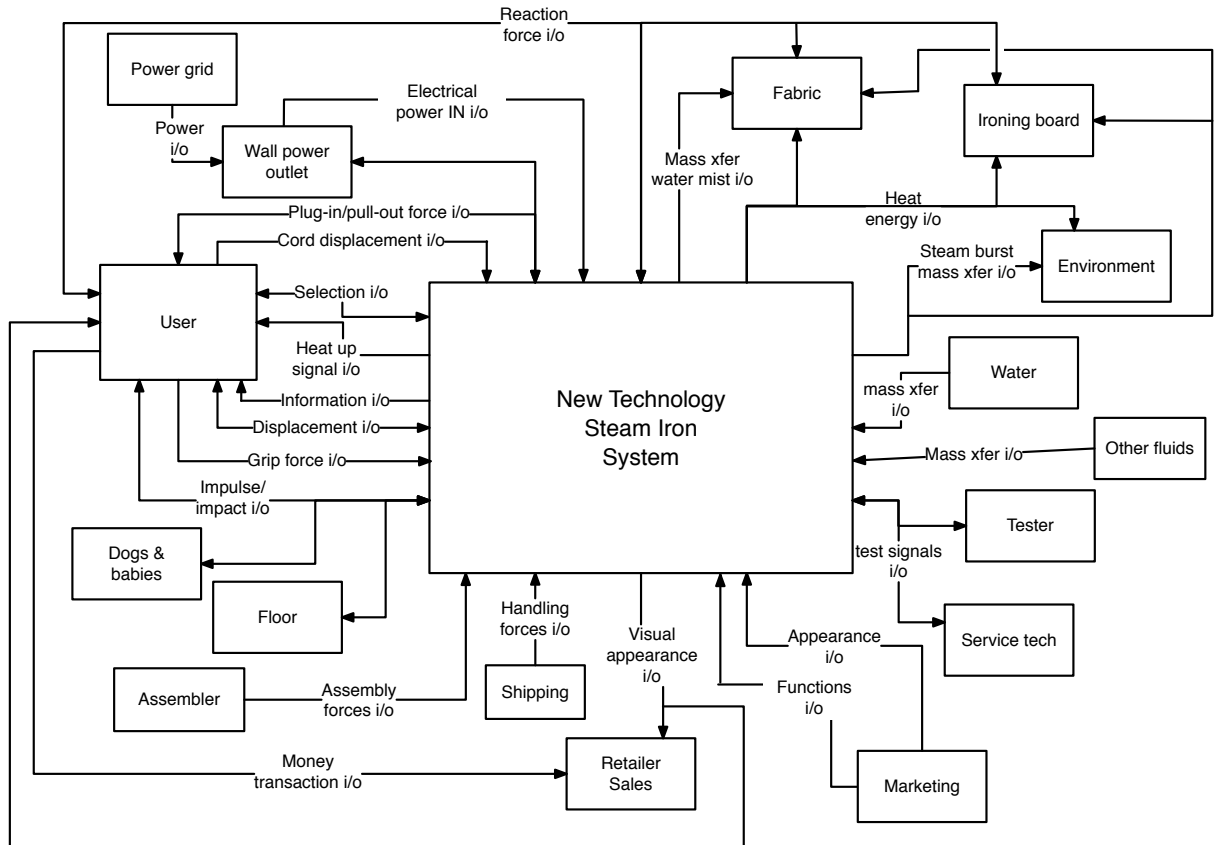 Reaction
force i/o
Power grid
Electrical
power IN i/o
Fabric
Ironing board
Power
i/o
Wall power
outlet
Mass xfer
water mist i/o
Heat
energy i/o
Plug-in/pull-out force i/o
Cord displacement i/o
Steam burst
mass xfer i/o
Environment
Selection i/o
User
Heat up
signal i/o
Information i/o
Displacement i/o
Grip force i/o
New Technology
Steam Iron
System
Water
mass xfer
i/o
Mass xfer i/o
Other fluids
Impulse/
impact i/o
Tester
Dogs &
babies
test signals
i/o
Floor
Handling
forces i/o
Visual
appearance
i/o
Appearance
i/o
Service tech
Assembler
Assembly
forces i/o
Shipping
Functions
i/o
Money
transaction i/o
Retailer
Sales
Marketing